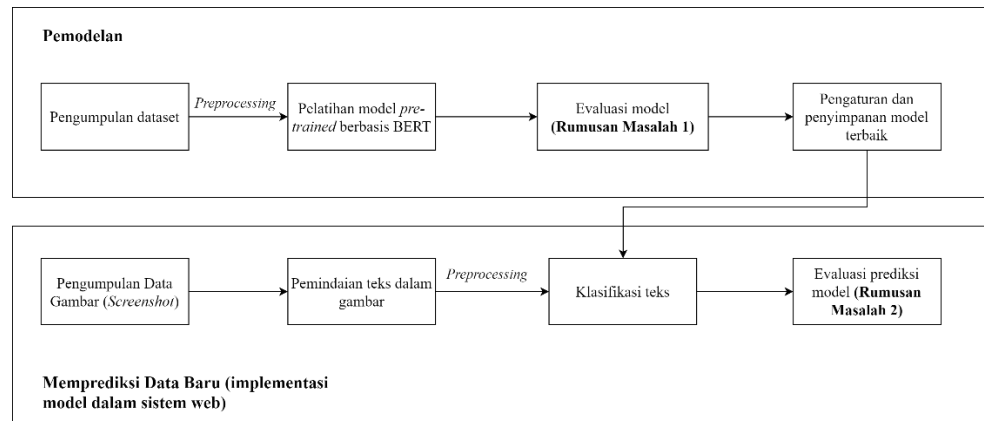 Pemodelan
Pengumpulan dataset
Preprocessing
Pelatihan model pre-
trained berbasis BERT
Evaluasi model
(Rumusan Masalah 1)
Pengaturan dan
penyimpanan model
terbaik
Pengumpulan Data
Gambar (Screenshot)
Pemindaian teks dalam
gambar
Preprocessing
Klasifikasi teks
Evaluasi prediksi
model (Rumusan
Masalah 2)
Memprediksi Data Baru (implementasi
model dalam sistem web)